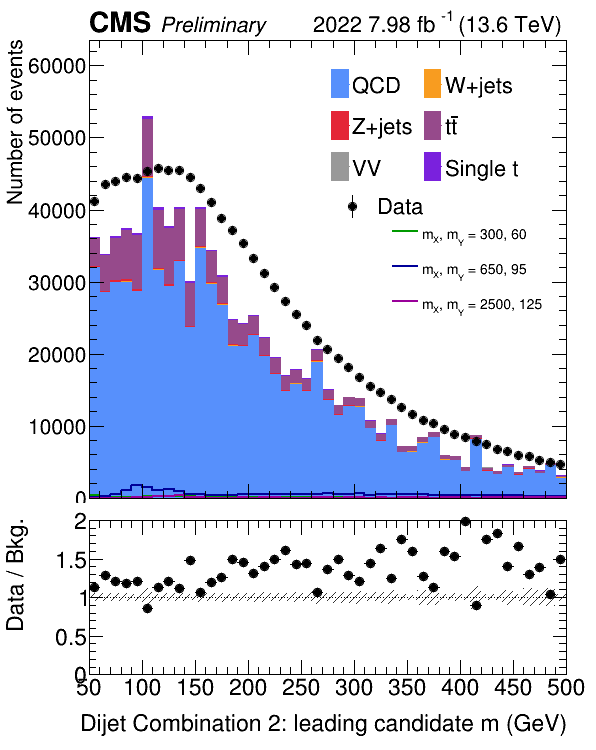 CMS Preliminary 2022 7.98 fb⁻¹ (13.6 TeV)
Number of events
60000
50000
40000
30000
20000
10000
0
QCD W+jets
Z+jets tt̄
VV Single t
Data
m_X, m_Y = 300, 60
m_X, m_Y = 650, 95
m_X, m_Y = 2500, 125
Data / Bkg.
2
1.5
1
0.5
0
50 100 150 200 250 300 350 400 450 500
Dijet Combination 2: leading candidate m (GeV)